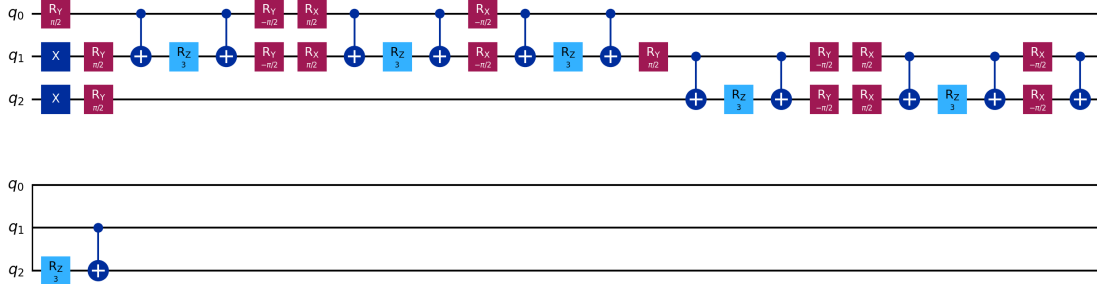 q0 RY π/2 RY −π/2 RX π/2 RX −π/2
q1 X RY π/2 RZ 3 RY −π/2 RX π/2 RZ 3 RX −π/2 RZ 3 RY π/2 RY −π/2 RX π/2 RX −π/2
q2 X RY π/2 RZ 3 RY −π/2 RX π/2 RZ 3 RX −π/2
q0
q1
q2 RZ 3